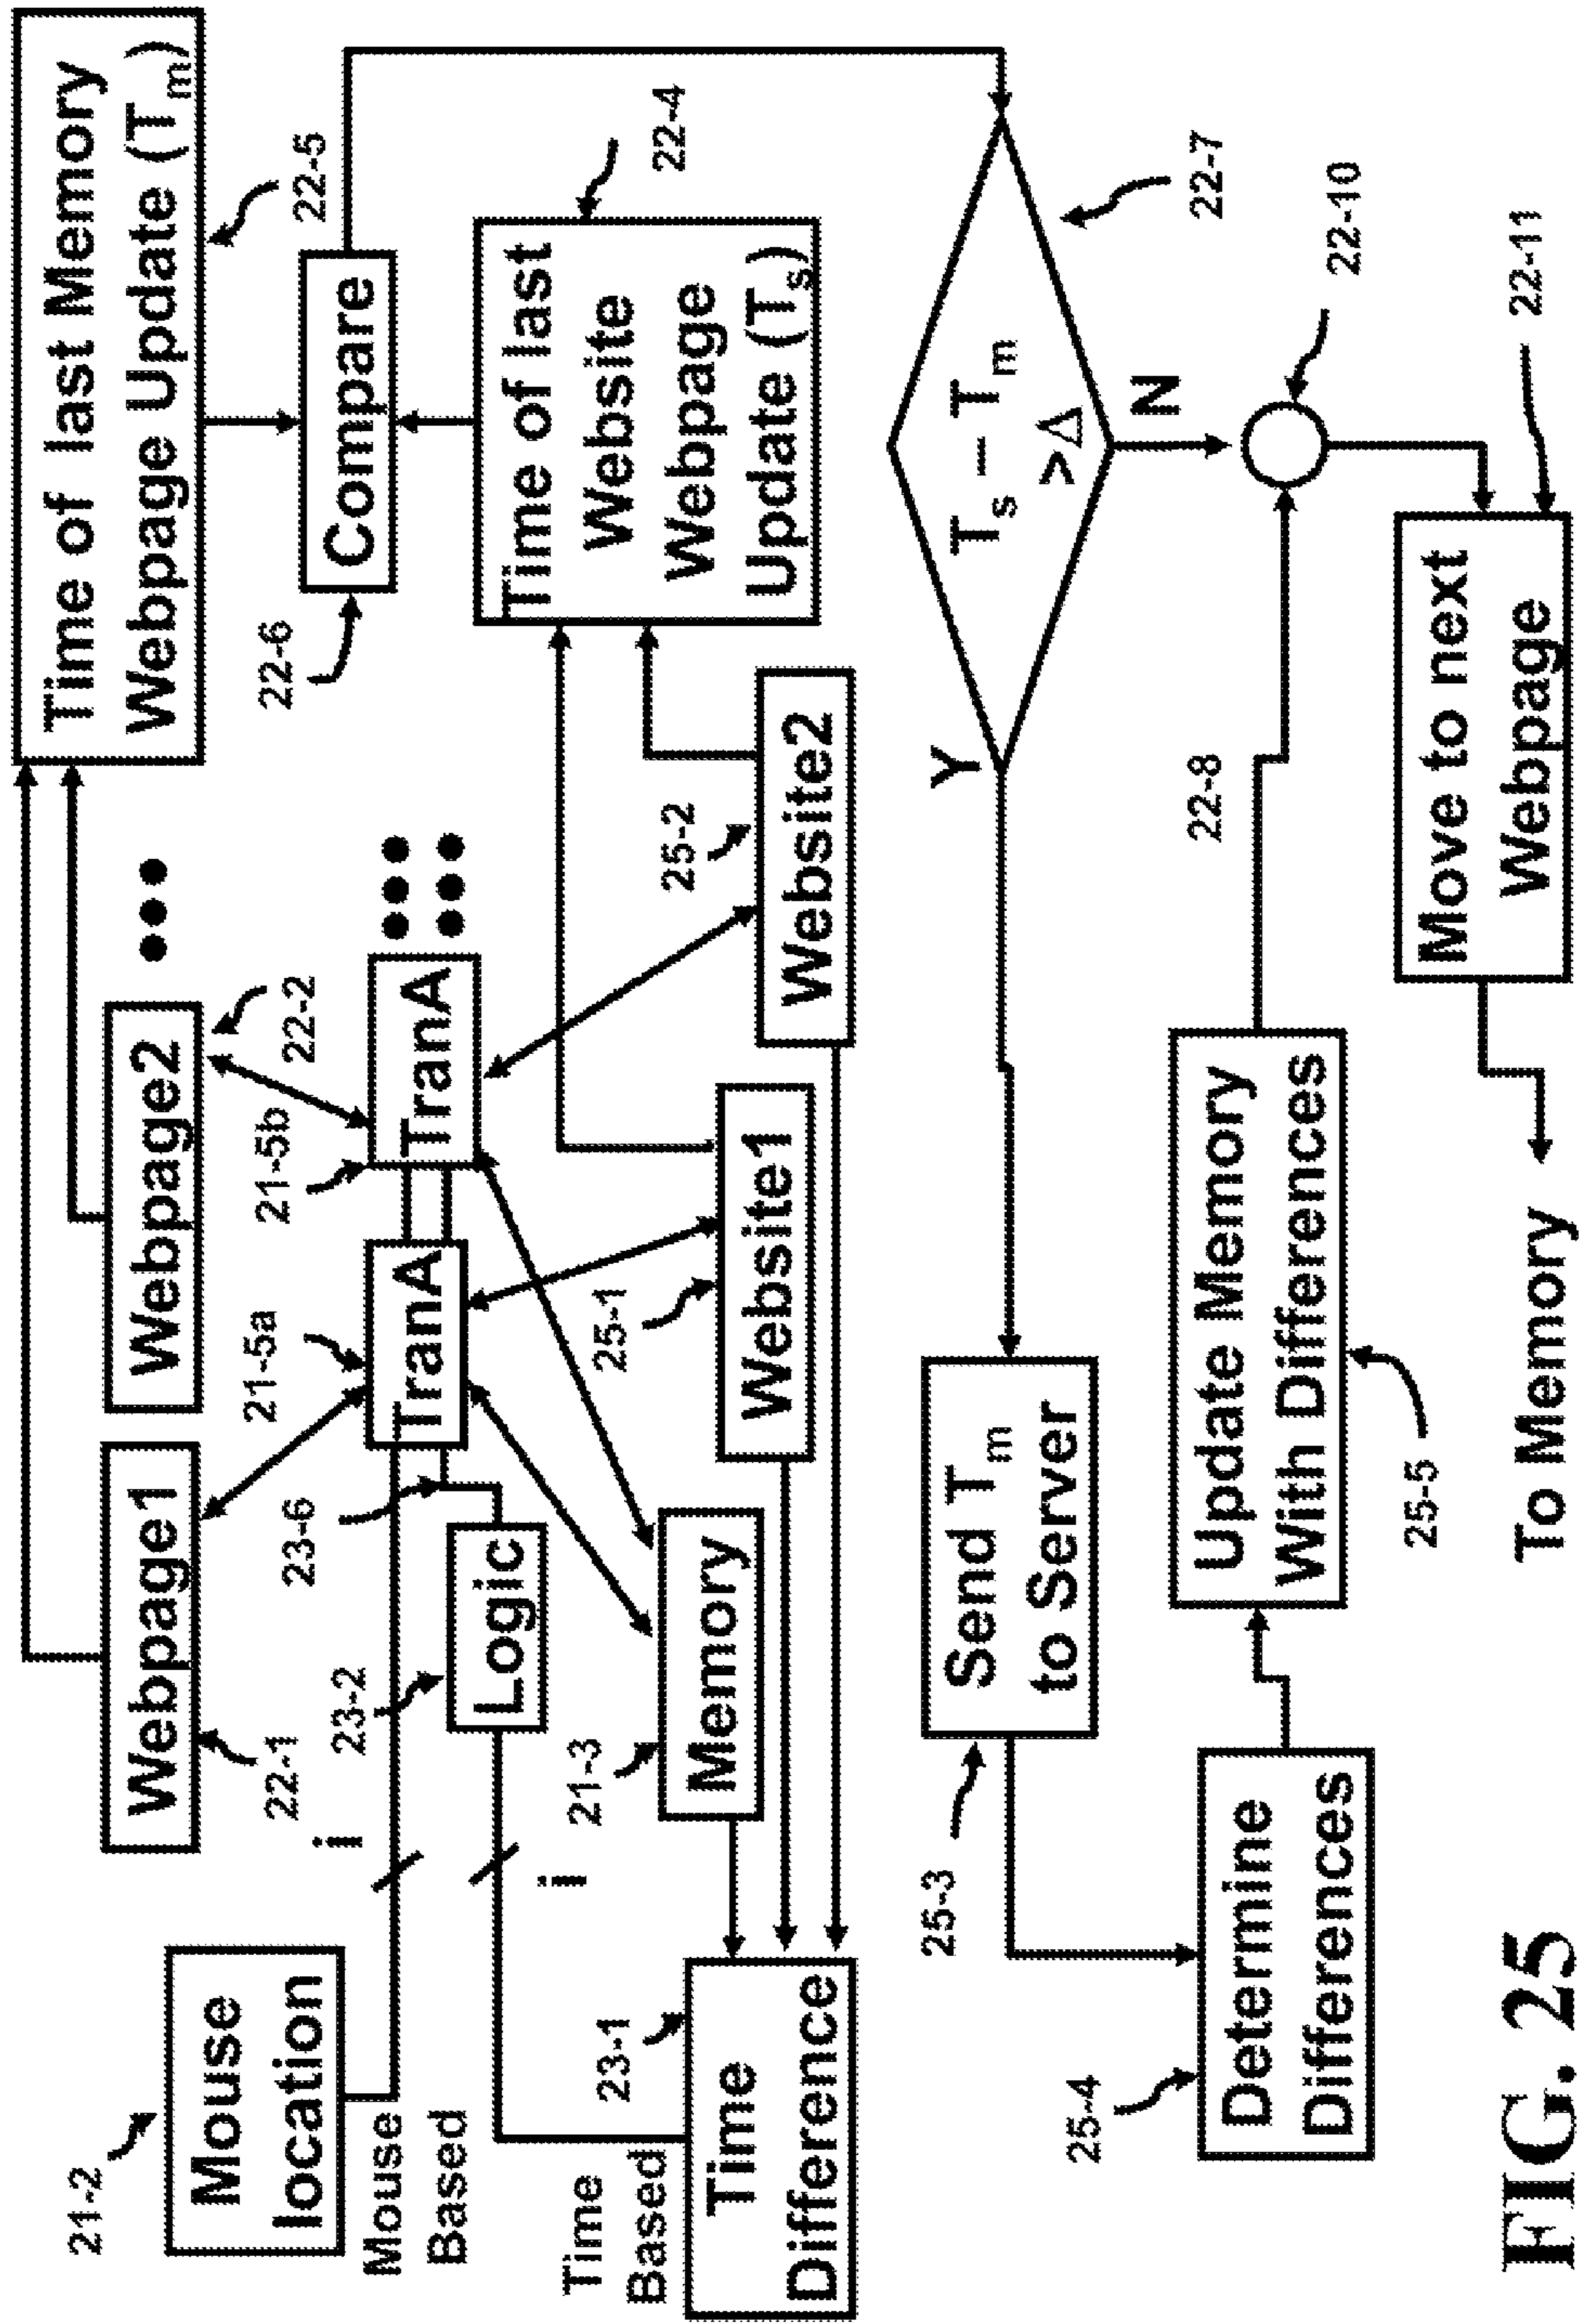 21-2
Mouse
location
Mouse
Based
i
Webpage1
22-1
Webpage2
22-2
Time of last Memory
Webpage Update (Tm)
22-5
21-5a
TranA
21-5b
TranA
23-6
23-2
Logic
i
Time
Based
23-1
Time
Difference
21-3
Memory
25-1
Website1
25-2
Website2
22-6
Compare
Time of last
Website
Webpage
Update (Ts)
22-4
Ts – Tm
>Δ
22-7
Y
N
Send Tm
to Server
25-3
25-4
Determine
Differences
Update Memory
With Differences
25-5
22-8
22-10
22-11
Move to next
Webpage
To Memory
FIG. 25